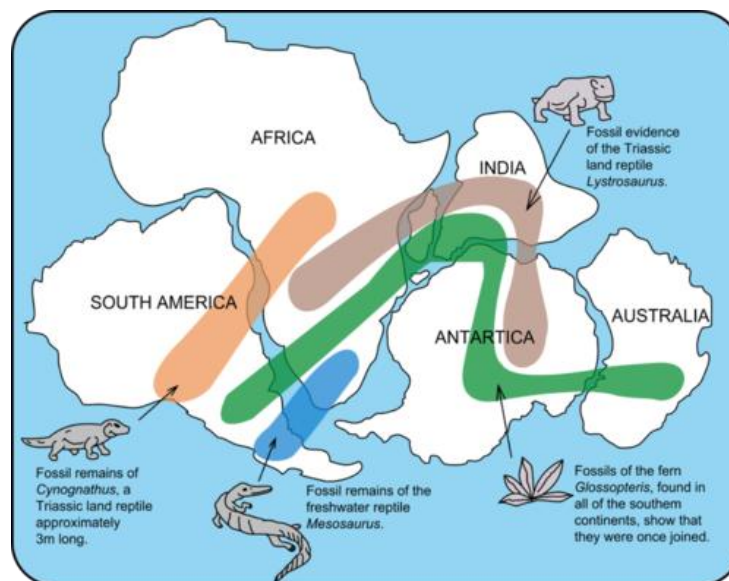 AFRICA
INDIA
Fossil evidence
of the Triassic
land reptile
Lystrosaurus.
SOUTH AMERICA
ANTARTICA
AUSTRALIA
Fossil remains of
Cynognathus, a
Triassic land reptile
approximately
3m long.
Fossil remains of the
freshwater reptile
Mesosaurus.
Fossils of the fern
Glossopteris, found in
all of the southern
continents, show that
they were once joined.